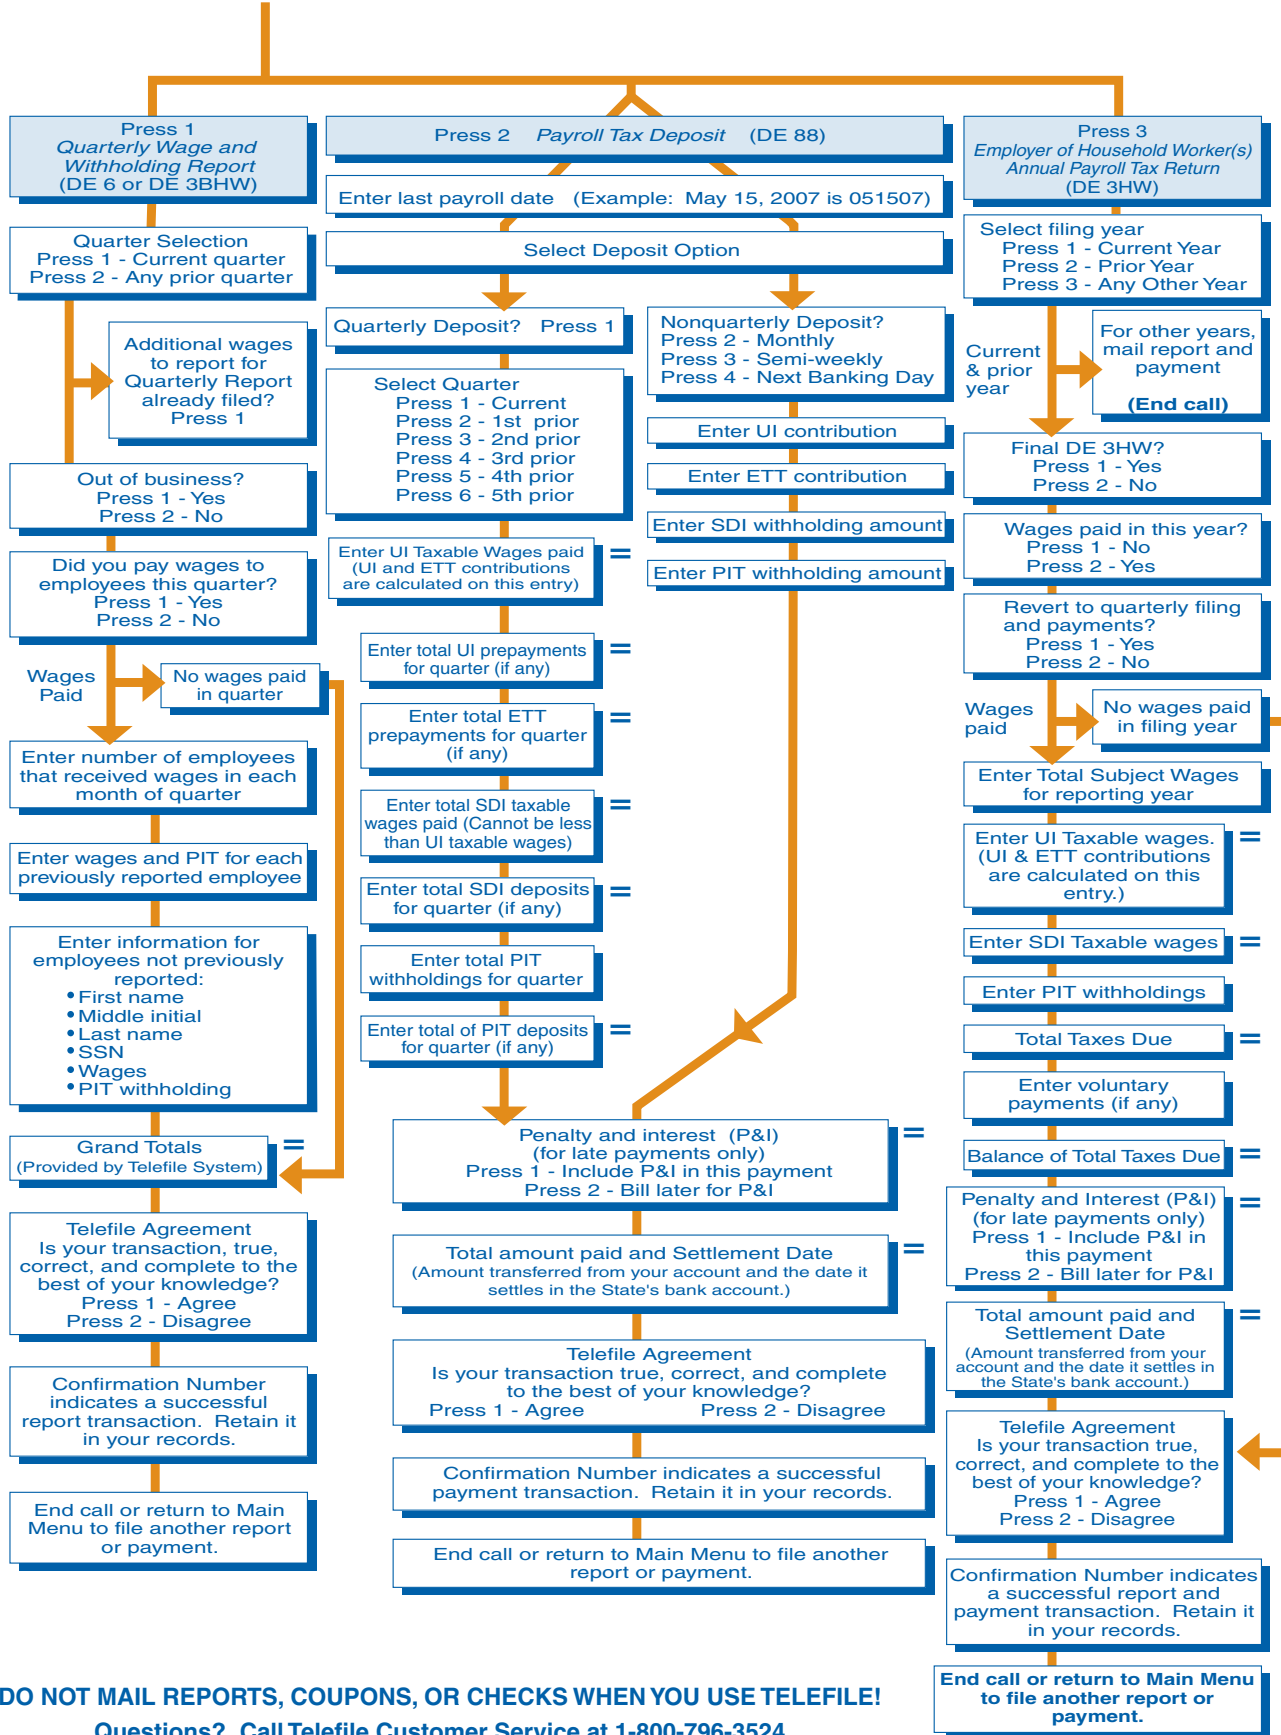 Press 1
Quarterly Wage and
Withholding Report
(DE 6 or DE 3BHW)
Quarter Selection
Press 1 - Current quarter
Press 2 - Any prior quarter
Additional wages
to report for
Quarterly Report
already filed?
Press 1
Out of business?
Press 1 - Yes
Press 2 - No
Did you pay wages to
employees this quarter?
Press 1 - Yes
Press 2 - No
Wages
Paid
No wages paid
in quarter
Enter number of employees
that received wages in each
month of quarter
Enter wages and PIT for each
previously reported employee
Enter information for
employees not previously
reported:
• First name
• Middle initial
• Last name
• SSN
• Wages
• PIT withholding
Grand Totals
(Provided by Telefile System)
=
Telefile Agreement
Is your transaction, true,
correct, and complete to the
best of your knowledge?
Press 1 - Agree
Press 2 - Disagree
Confirmation Number
indicates a successful
report transaction. Retain it
in your records.
End call or return to Main
Menu to file another report
or payment.
Press 2 Payroll Tax Deposit (DE 88)
Enter last payroll date (Example: May 15, 2007 is 051507)
Select Deposit Option
Quarterly Deposit? Press 1
Select Quarter
Press 1 - Current
Press 2 - 1st prior
Press 3 - 2nd prior
Press 4 - 3rd prior
Press 5 - 4th prior
Press 6 - 5th prior
Enter UI Taxable Wages paid
(UI and ETT contributions
are calculated on this entry)
=
Enter total UI prepayments
for quarter (if any)
=
Enter total ETT
prepayments for quarter
(if any)
=
Enter total SDI taxable
wages paid (Cannot be less
than UI taxable wages)
=
Enter total SDI deposits
for quarter (if any)
=
Enter total PIT
withholdings for quarter
Enter total of PIT deposits
for quarter (if any)
=
Nonquarterly Deposit?
Press 2 - Monthly
Press 3 - Semi-weekly
Press 4 - Next Banking Day
Enter UI contribution
Enter ETT contribution
Enter SDI withholding amount
Enter PIT withholding amount
Penalty and interest (P&I)
(for late payments only)
Press 1 - Include P&I in this payment
Press 2 - Bill later for P&I
=
Total amount paid and Settlement Date
(Amount transferred from your account and the date it
settles in the State's bank account.)
=
Telefile Agreement
Is your transaction true, correct, and complete
to the best of your knowledge?
Press 1 - Agree Press 2 - Disagree
Confirmation Number indicates a successful
payment transaction. Retain it in your records.
End call or return to Main Menu to file another
report or payment.
Press 3
Employer of Household Worker(s)
Annual Payroll Tax Return
(DE 3HW)
Select filing year
Press 1 - Current Year
Press 2 - Prior Year
Press 3 - Any Other Year
Current
& prior
year
For other years,
mail report and
payment
(End call)
Final DE 3HW?
Press 1 - Yes
Press 2 - No
Wages paid in this year?
Press 1 - No
Press 2 - Yes
Revert to quarterly filing
and payments?
Press 1 - Yes
Press 2 - No
Wages
paid
No wages paid
in filing year
Enter Total Subject Wages
for reporting year
Enter UI Taxable wages.
(UI & ETT contributions
are calculated on this
entry.)
=
Enter SDI Taxable wages
=
Enter PIT withholdings
Total Taxes Due
=
Enter voluntary
payments (if any)
Balance of Total Taxes Due
=
Penalty and Interest (P&I)
(for late payments only)
Press 1 - Include P&I in
this payment
Press 2 - Bill later for P&I
=
Total amount paid and
Settlement Date
(Amount transferred from your
account and the date it settles in
the State's bank account.)
=
Telefile Agreement
Is your transaction true,
correct, and complete to the
best of your knowledge?
Press 1 - Agree
Press 2 - Disagree
Confirmation Number indicates
a successful report and
payment transaction. Retain it
in your records.
End call or return to Main Menu
to file another report or
payment.
DO NOT MAIL REPORTS, COUPONS, OR CHECKS WHEN YOU USE TELEFILE!
Questions? Call Telefile Customer Service at 1-800-796-3524